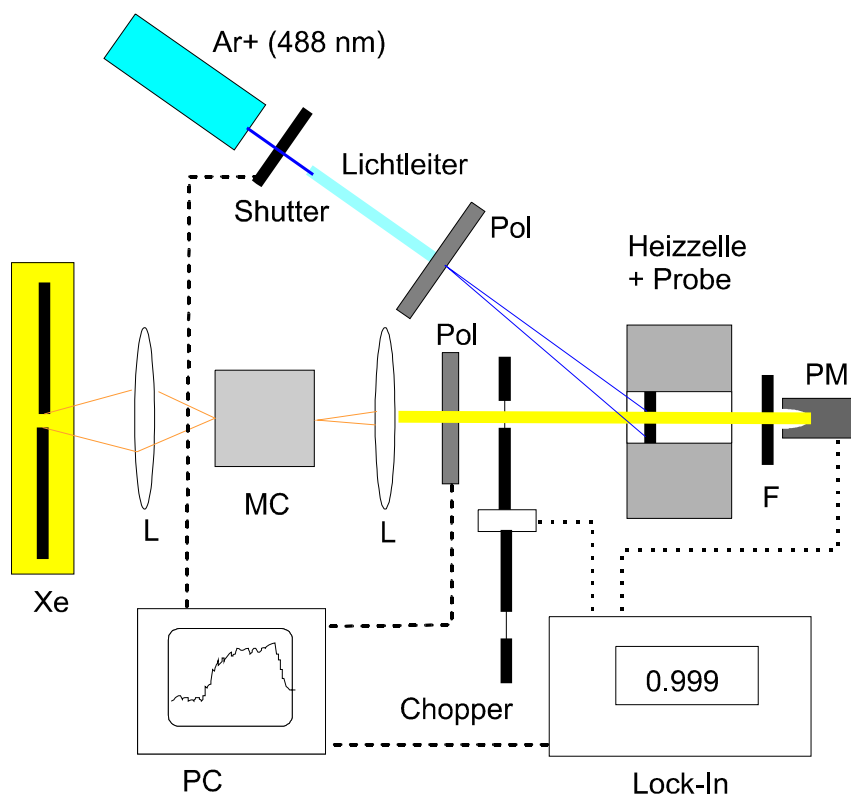 Ar+ (488 nm)
Lichtleiter
Shutter
Pol
Heizzelle
+ Probe
Pol
PM
MC
L
L
F
Xe
0.999
Chopper
PC
Lock-In